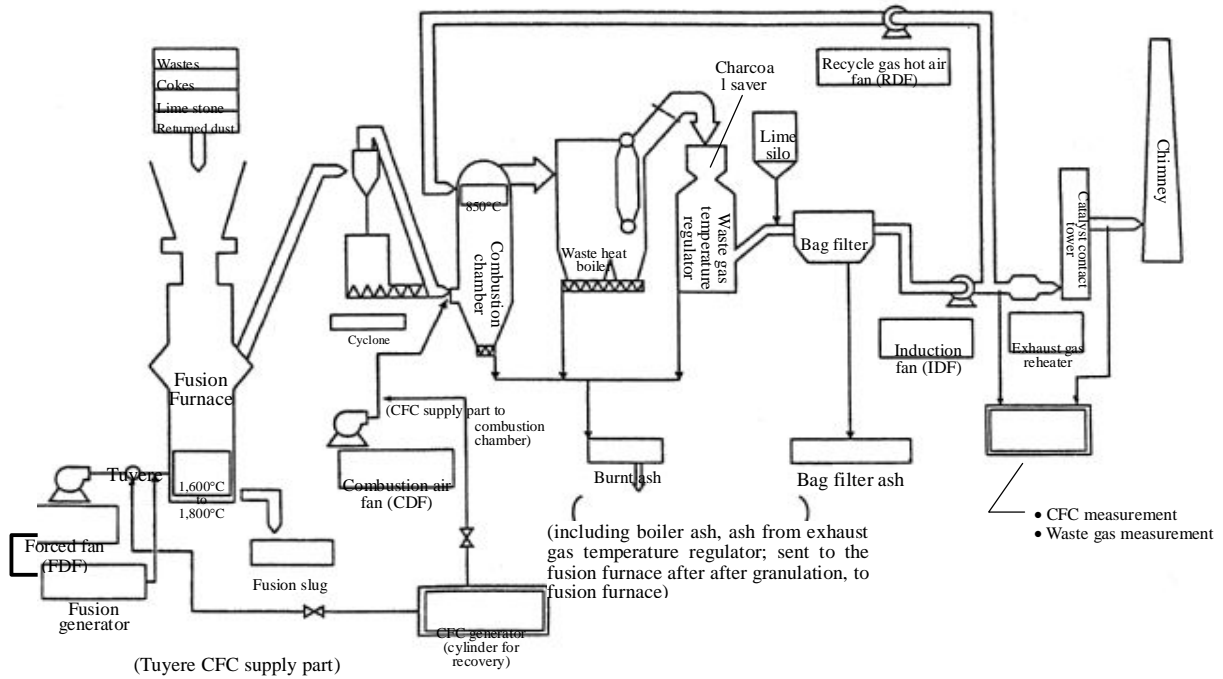 Wastes
Cokes
Lime stone
Returned dust
Recycle gas hot air
fan (RDF)
Charcoa
l saver
Lime
silo
Chimney
850°C
Combustion
chamber
Waste heat
boiler
Waste gas
temperature
regulator
Bag filter
Catalyst contact
tower
Cyclone
Induction
fan (IDF)
Exhaust gas
reheater
Fusion
Furnace
(CFC supply part to
combustion
chamber)
Tuyere
1,600°C
to
1,800°C
Combustion air
fan (CDF)
Burnt ash
Bag filter ash
Forced fan
(FDF)
Fusion slug
Fusion
generator
( )
(including boiler ash, ash from exhaust
gas temperature regulator; sent to the
fusion furnace after after granulation, to
fusion furnace)
• CFC measurement
• Waste gas measurement
CFC generator
(cylinder for
recovery)
(Tuyere CFC supply part)